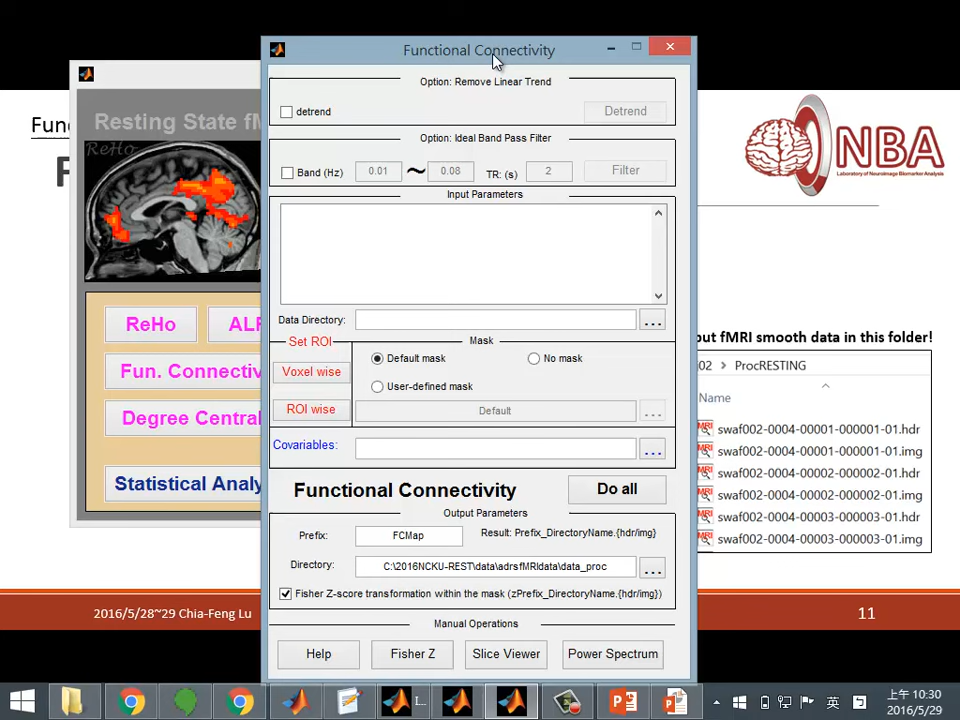 Functional Connectivity
Option: Remove Linear Trend
detrend
Detrend
Option: Ideal Band Pass Filter
Band (Hz) 0.01 ~ 0.08 TR: (s) 2 Filter
Input Parameters
Data Directory: ...
Set ROI
Mask
Voxel wise
Default mask
No mask
User-defined mask
ROI wise
Default ...
Covariables: ...
Functional Connectivity
Do all
Output Parameters
Prefix: FCMap Result: Prefix_DirectoryName.{hdr/img}
Directory: C:\2016NCKU-REST\data\adrsfMRIdata\data_proc ...
Fisher Z-score transformation within the mask (zPrefix_DirectoryName.{hdr/img})
Manual Operations
Help Fisher Z Slice Viewer Power Spectrum
Func
F
Resting State fM
ReHo
ReHo ALF
Fun. Connectiv
Degree Central
Statistical Analy
NBA
Laboratory of Neuroimage Biomarker Analysis
put fMRI smooth data in this folder!
02 > ProcRESTING
Name
swaf002-0004-00001-000001-01.hdr
swaf002-0004-00001-000001-01.img
swaf002-0004-00002-000002-01.hdr
swaf002-0004-00002-000002-01.img
swaf002-0004-00003-000003-01.hdr
swaf002-0004-00003-000003-01.img
2016/5/28~29 Chia-Feng Lu
11
I...
英
上午 10:30
2016/5/29